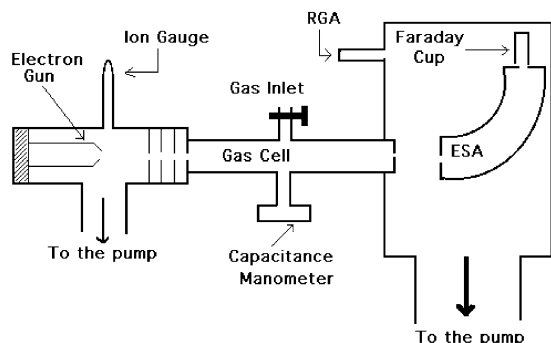 RGA
Ion Gauge
Faraday
Cup
Electron
Gun
Gas Inlet
Gas Cell
ESA
To the pump
Capacitance
Manometer
To the pump